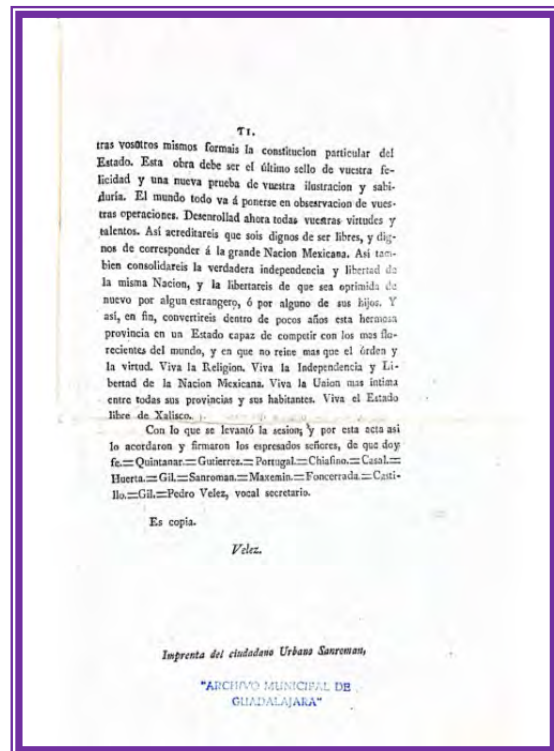 11.
tras vosotros mismos formais la constitucion particular del
Estado. Esta obra debe ser el último sello de vuestra fe-
licidad y una nueva prueba de vuestra ilustracion y sabi-
duría. El mundo todo vá á ponerse en observacion de vues-
tras operaciones. Desenrollad ahora todas vuestras virtudes y
talentos. Así acreditareis que sois dignos de ser libres, y dig-
nos de corresponder á la grande Nacion Mexicana. Asi tam-
bien consolidareis la verdadera independencia y libertad de
la misma Nacion, y la libertareis de que sea oprimida de
nuevo por algun estrangero, ó por alguno de sus hijos. Y
así, en fin, convertireis dentro de pocos años esta hermosa
provincia en un Estado capaz de competir con los mas flo-
recientes del mundo, y en que no reine mas que el órden y
la virtud. Viva la Religion. Viva la Independencia y Li-
bertad de la Nacion Mexicana. Viva la Union mas íntima
entre todas sus provincias y sus habitantes. Viva el Estado
libre de Xalisco.
Con lo que se levantó la sesion; y por esta acta asi
lo acordaron y firmaron los espresados señores, de que doy
fe.=Quintanar.=Gutierrez.=Portugal.=Chiafino.=Casal.=
Huerta.=Gil.=Sanroman.=Maxemin.=Foncerrada.=Casti-
llo.=Gil.=Pedro Velez, vocal secretario.
Es copia.
Velez.
Imprenta del ciudadano Urbano Sanroman,
"ARCHIVO MUNICIPAL DE
GUADALAJARA"